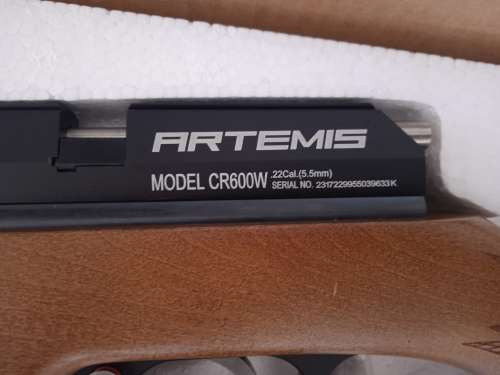 ARTEMIS
MODEL CR600W .22Cal.(5.5mm)
SERIAL NO. 2317229955039633K